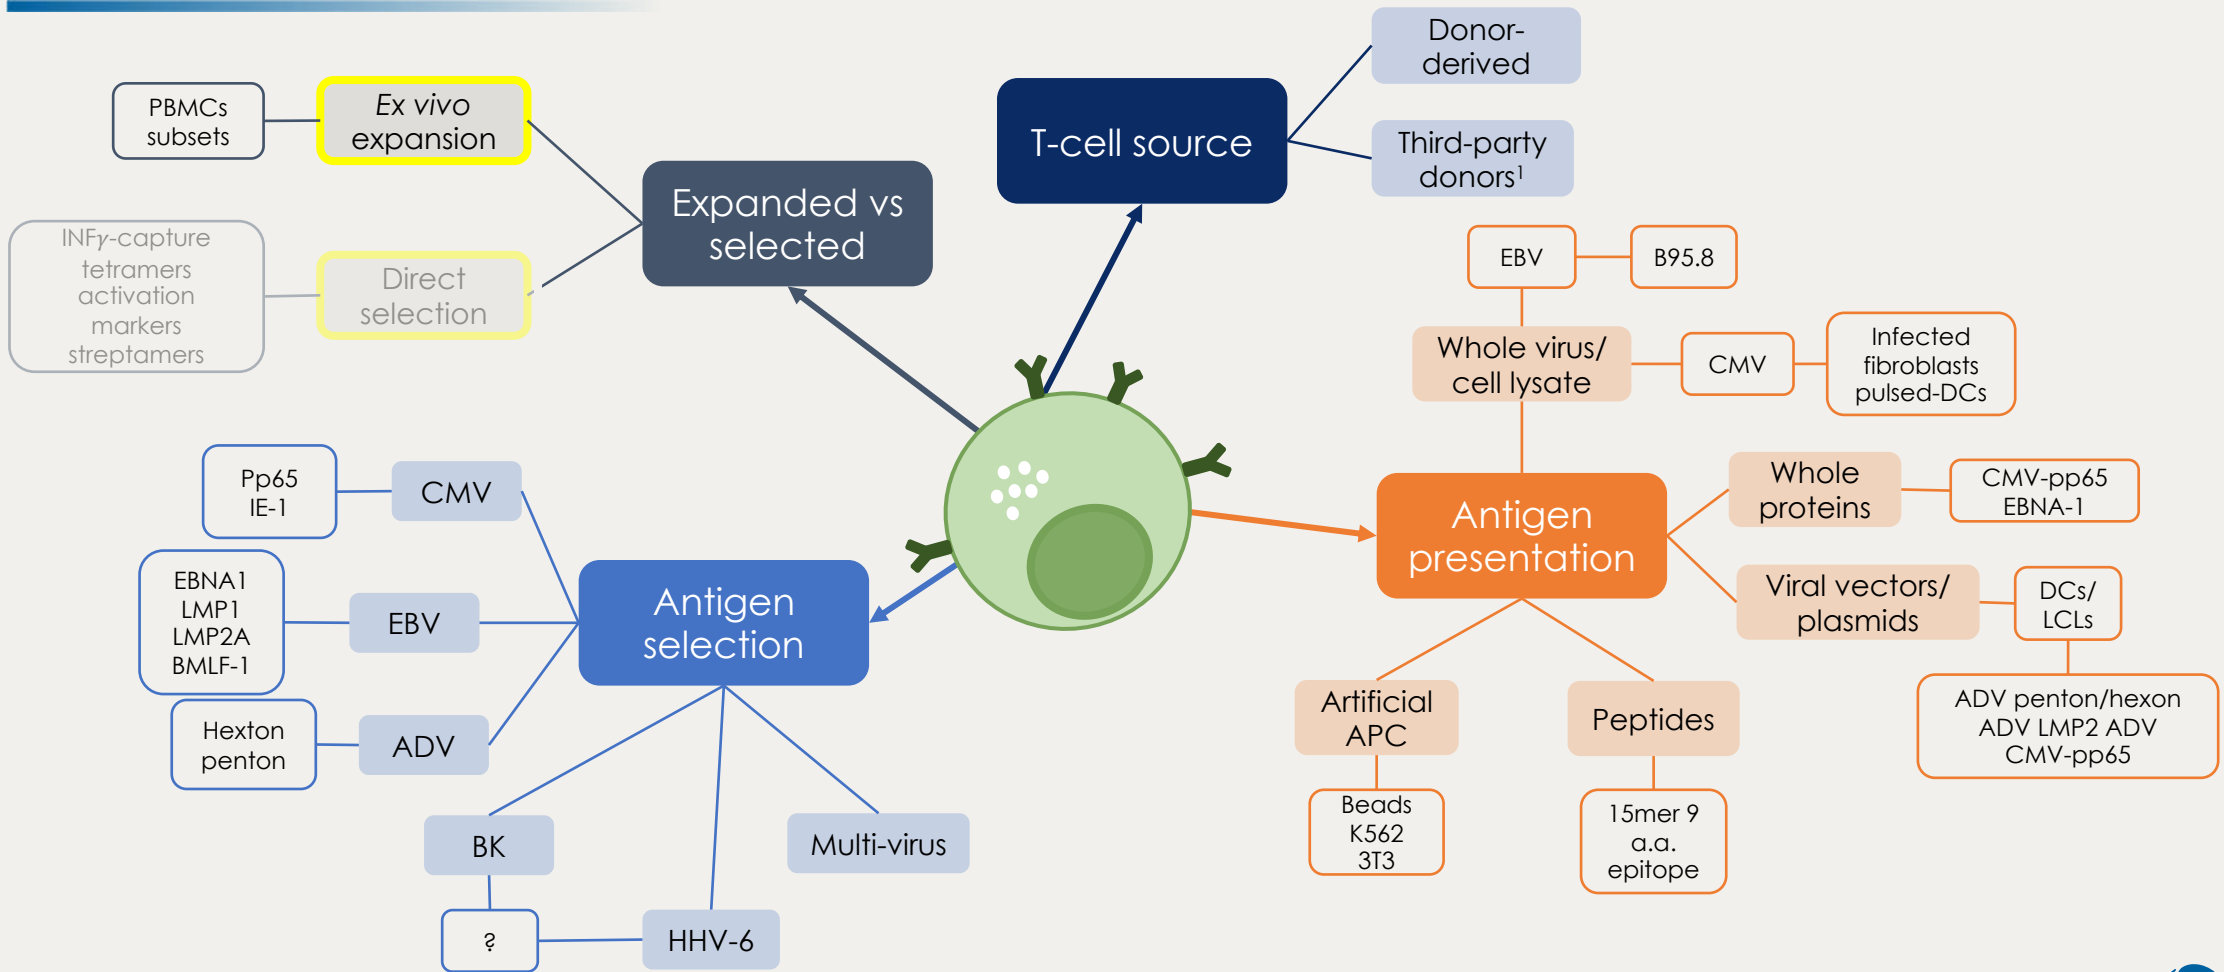 Donor-
derived
T-cell source
Third-party
donors¹
PBMCs
subsets
Ex vivo
expansion
Expanded vs
selected
INFγ-capture
tetramers
activation
markers
streptamers
Direct
selection
EBV
B95.8
Whole virus/
cell lysate
CMV
Infected
fibroblasts
pulsed-DCs
Antigen
presentation
Whole
proteins
CMV-pp65
EBNA-1
Viral vectors/
plasmids
DCs/
LCLs
ADV penton/hexon
ADV LMP2 ADV
CMV-pp65
Artificial
APC
Beads
K562
3T3
Peptides
15mer 9
a.a.
epitope
Pp65
IE-1
CMV
EBNA1
LMP1
LMP2A
BMLF-1
EBV
Antigen
selection
Hexton
penton
ADV
BK
Multi-virus
?
HHV-6